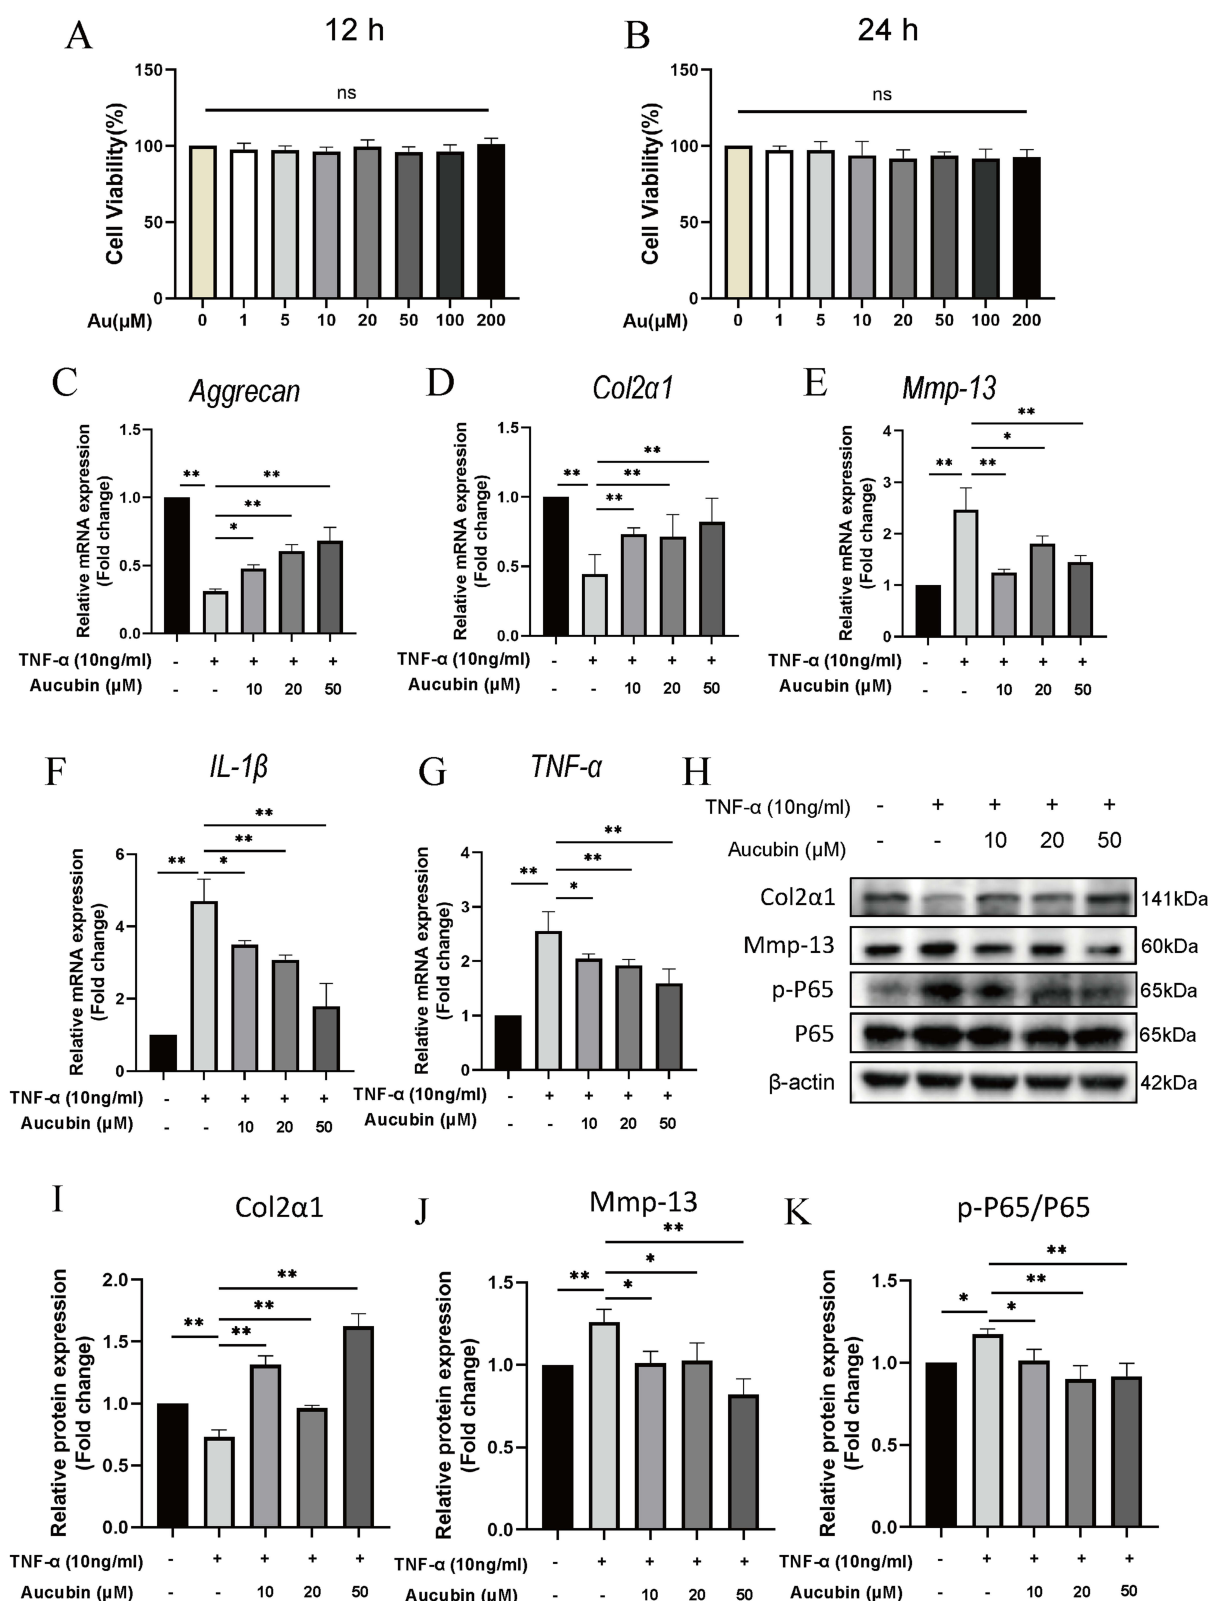 A 12 h
B 24 h
150
100
50
0
Cell Viability(%)
ns
Au(μM) 0 1 5 10 20 50 100 200
150
100
50
0
Cell Viability(%)
ns
Au(μM) 0 1 5 10 20 50 100 200
C Aggrecan
Relative mRNA expression
(Fold change)
1.5
1.0
0.5
0.0
** **
**
*
TNF-α (10ng/ml) - + + + +
Aucubin (μM) - - 10 20 50
D Col2α1
Relative mRNA expression
(Fold change)
1.5
1.0
0.5
0.0
**
** **
**
TNF-α (10ng/ml) - + + + +
Aucubin (μM) - - 10 20 50
E Mmp-13
Relative mRNA expression
(Fold change)
4
3
2
1
0
**
*
** **
TNF-α (10ng/ml) - + + + +
Aucubin (μM) - - 10 20 50
F IL-1β
Relative mRNA expression
(Fold change)
6
4
2
0
**
**
** *
TNF-α (10ng/ml) - + + + +
Aucubin (μM) - - 10 20 50
G TNF-α
Relative mRNA expression
(Fold change)
4
3
2
1
0
**
**
** *
TNF-α (10ng/ml) - + + + +
Aucubin (μM) - - 10 20 50
H
TNF-α (10ng/ml) - + + + +
Aucubin (μM) - - 10 20 50
Col2α1 141kDa
Mmp-13 60kDa
p-P65 65kDa
P65 65kDa
β-actin 42kDa
I Col2α1
Relative protein expression
(Fold change)
2.0
1.5
1.0
0.5
0.0
**
**
** **
TNF-α (10ng/ml) - + + + +
Aucubin (μM) - - 10 20 50
J Mmp-13
Relative protein expression
(Fold change)
1.5
1.0
0.5
0.0
**
*
** *
TNF-α (10ng/ml) - + + + +
Aucubin (μM) - - 10 20 50
K p-P65/P65
Relative protein expression
(Fold change)
1.5
1.0
0.5
0.0
**
**
* *
TNF-α (10ng/ml) - + + + +
Aucubin (μM) - - 10 20 50